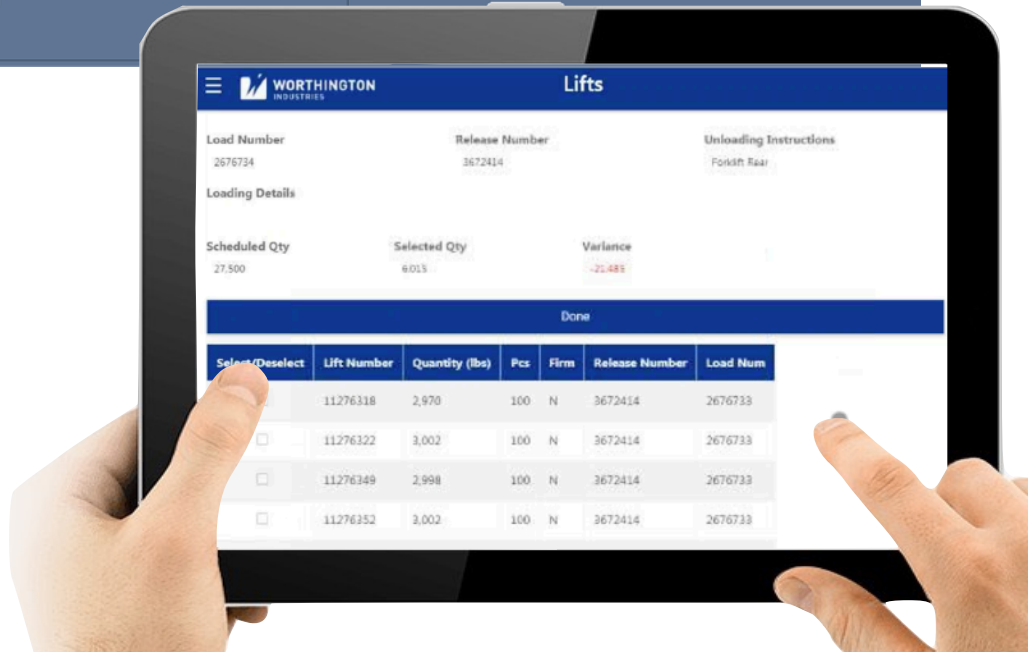 WORTHINGTON
INDUSTRIES
Lifts
Load Number Release Number Unloading Instructions
2676734 3672414 Forklift Rear
Loading Details
Scheduled Qty Selected Qty Variance
27,500 6,015 -21,485
Done
Select/Deselect Lift Number Quantity (lbs) Pcs Firm Release Number Load Num
11276318 2,970 100 N 3672414 2676733
11276322 3,002 100 N 3672414 2676733
11276349 2,998 100 N 3672414 2676733
11276352 3,002 100 N 3672414 2676733